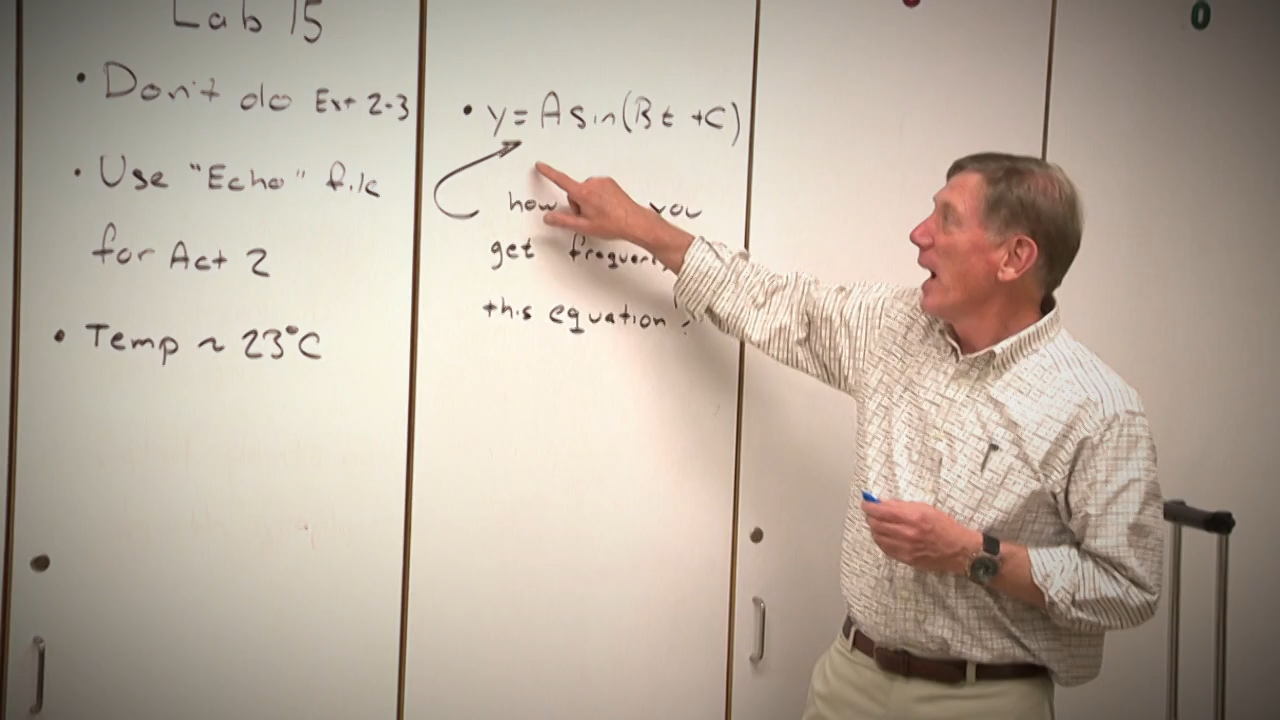 Lab 15
• Don't do Ext 2-3
• Use "Echo" file
for Act 2
• Temp ~ 23°C
• y = A sin(Bt + C)
how you
get
this equation ?